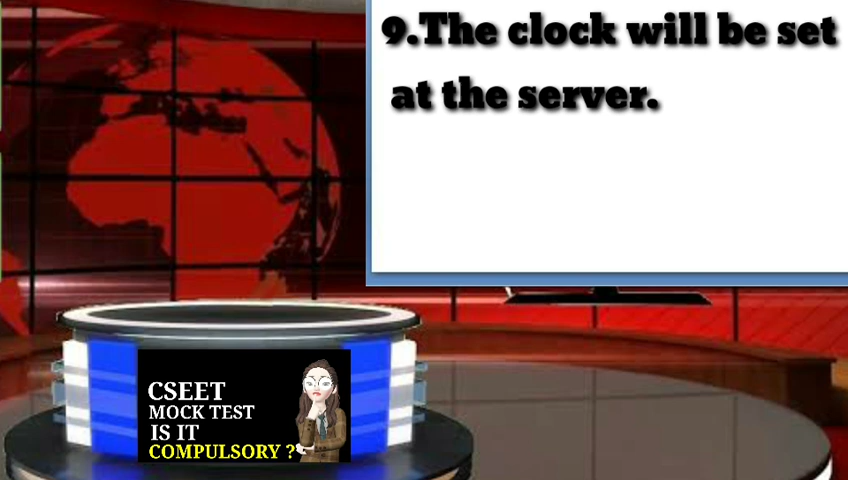 9.The clock will be set
at the server.
CSEET
MOCK TEST
IS IT
COMPULSORY ?